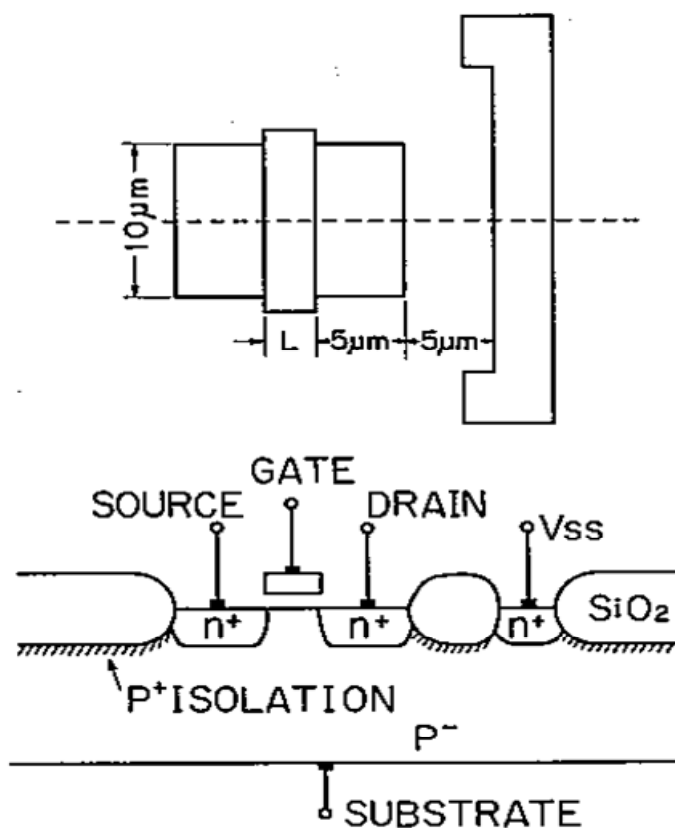 10μm
L
5μm
5μm
GATE
SOURCE
DRAIN
Vss
n+
n+
n+
SiO₂
P⁺ISOLATION
P⁻
SUBSTRATE